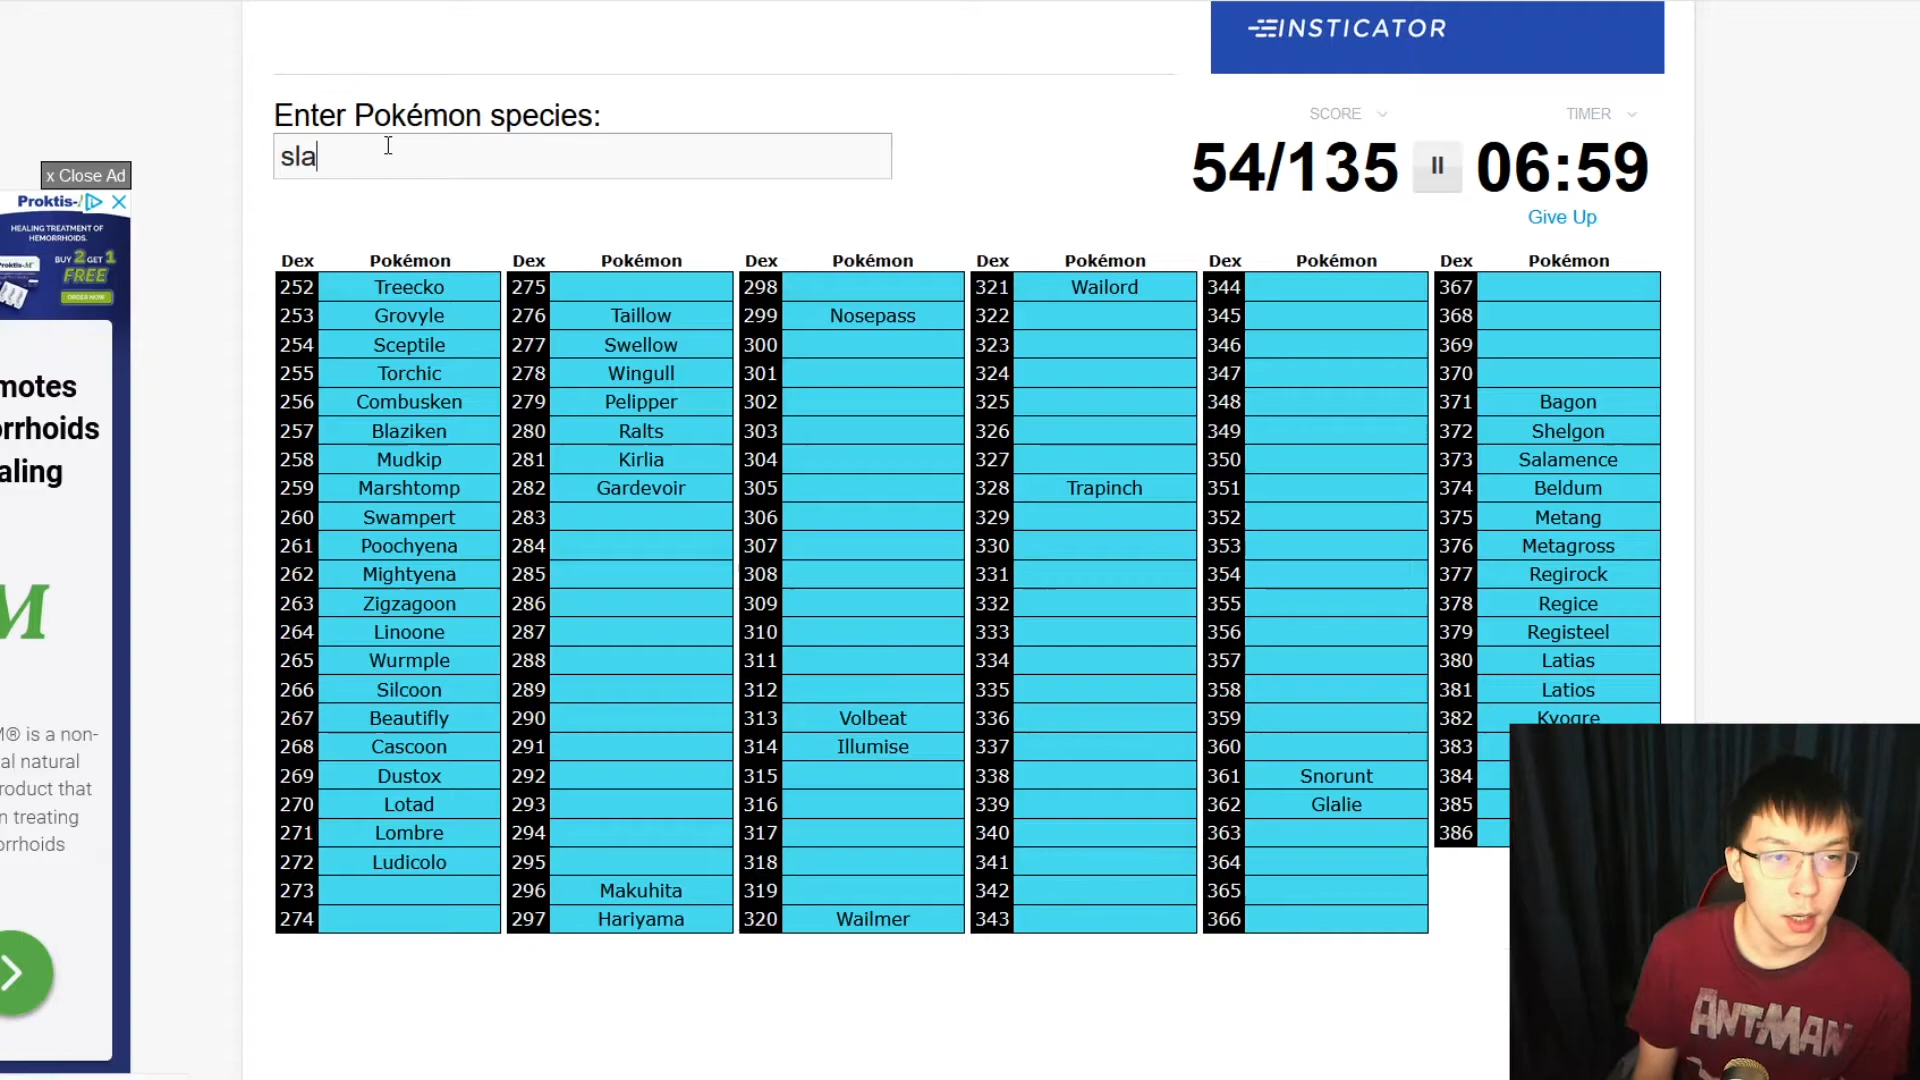 INSTICATOR
Enter Pokémon species:
sla
SCORE
TIMER
54/135
06:59
Give Up
x Close Ad
Proktis-
HEALING TREATMENT OF
HEMORRHOIDS.
BUY 2 GET 1
FREE
ORDER NOW
motes
orrhoids
aling
M
M® is a non-
al natural
roduct that
n treating
orrhoids
Dex Pokémon Dex Pokémon Dex Pokémon Dex Pokémon Dex Pokémon Dex Pokémon
252 Treecko 275 298 321 Wailord 344 367
253 Grovyle 276 Taillow 299 Nosepass 322 345 368
254 Sceptile 277 Swellow 300 323 346 369
255 Torchic 278 Wingull 301 324 347 370
256 Combusken 279 Pelipper 302 325 348 371 Bagon
257 Blaziken 280 Ralts 303 326 349 372 Shelgon
258 Mudkip 281 Kirlia 304 327 350 373 Salamence
259 Marshtomp 282 Gardevoir 305 328 Trapinch 351 374 Beldum
260 Swampert 283 306 329 352 375 Metang
261 Poochyena 284 307 330 353 376 Metagross
262 Mightyena 285 308 331 354 377 Regirock
263 Zigzagoon 286 309 332 355 378 Regice
264 Linoone 287 310 333 356 379 Registeel
265 Wurmple 288 311 334 357 380 Latias
266 Silcoon 289 312 335 358 381 Latios
267 Beautifly 290 313 Volbeat 336 359 382 Kyogre
268 Cascoon 291 314 Illumise 337 360 383
269 Dustox 292 315 338 361 Snorunt 384
270 Lotad 293 316 339 362 Glalie 385
271 Lombre 294 317 340 363 386
272 Ludicolo 295 318 341 364
273 296 Makuhita 319 342 365
274 297 Hariyama 320 Wailmer 343 366
ANT-MAN